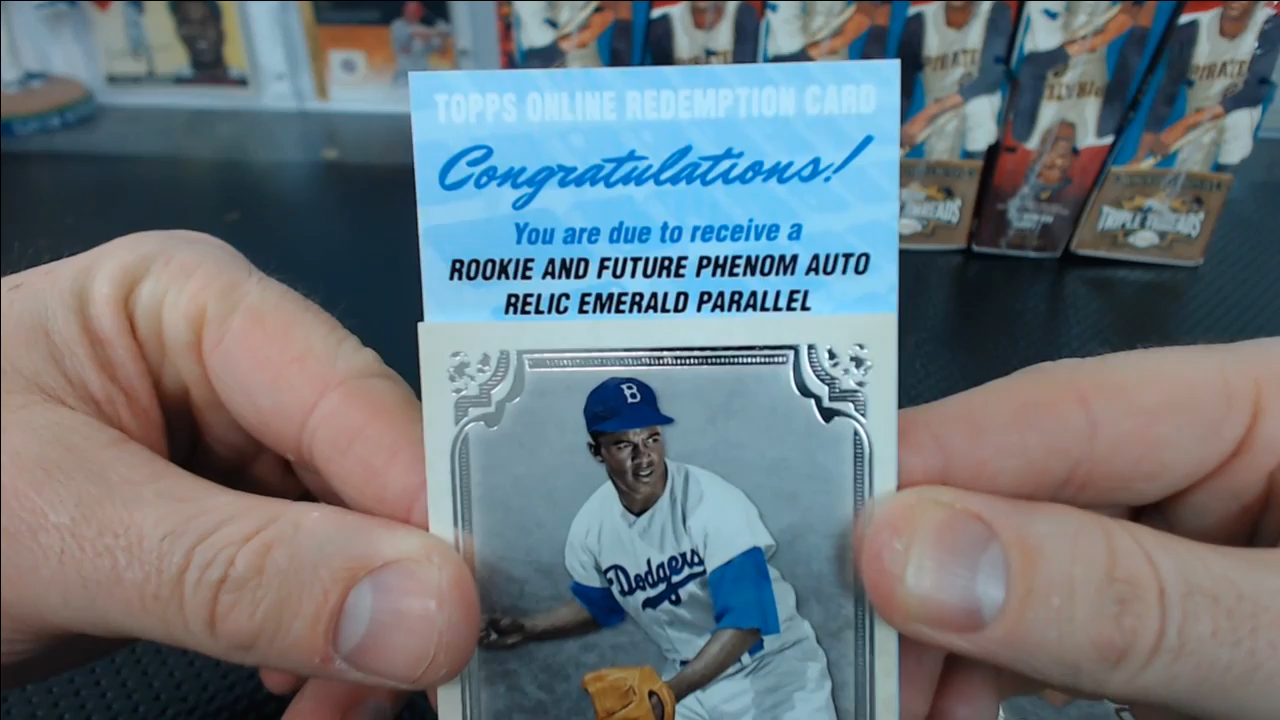 TOPPS ONLINE REDEMPTION CARD
Congratulations!
You are due to receive a
ROOKIE AND FUTURE PHENOM AUTO
RELIC EMERALD PARALLEL
B
Dodgers
PIRATE
TRIPLE THREADS